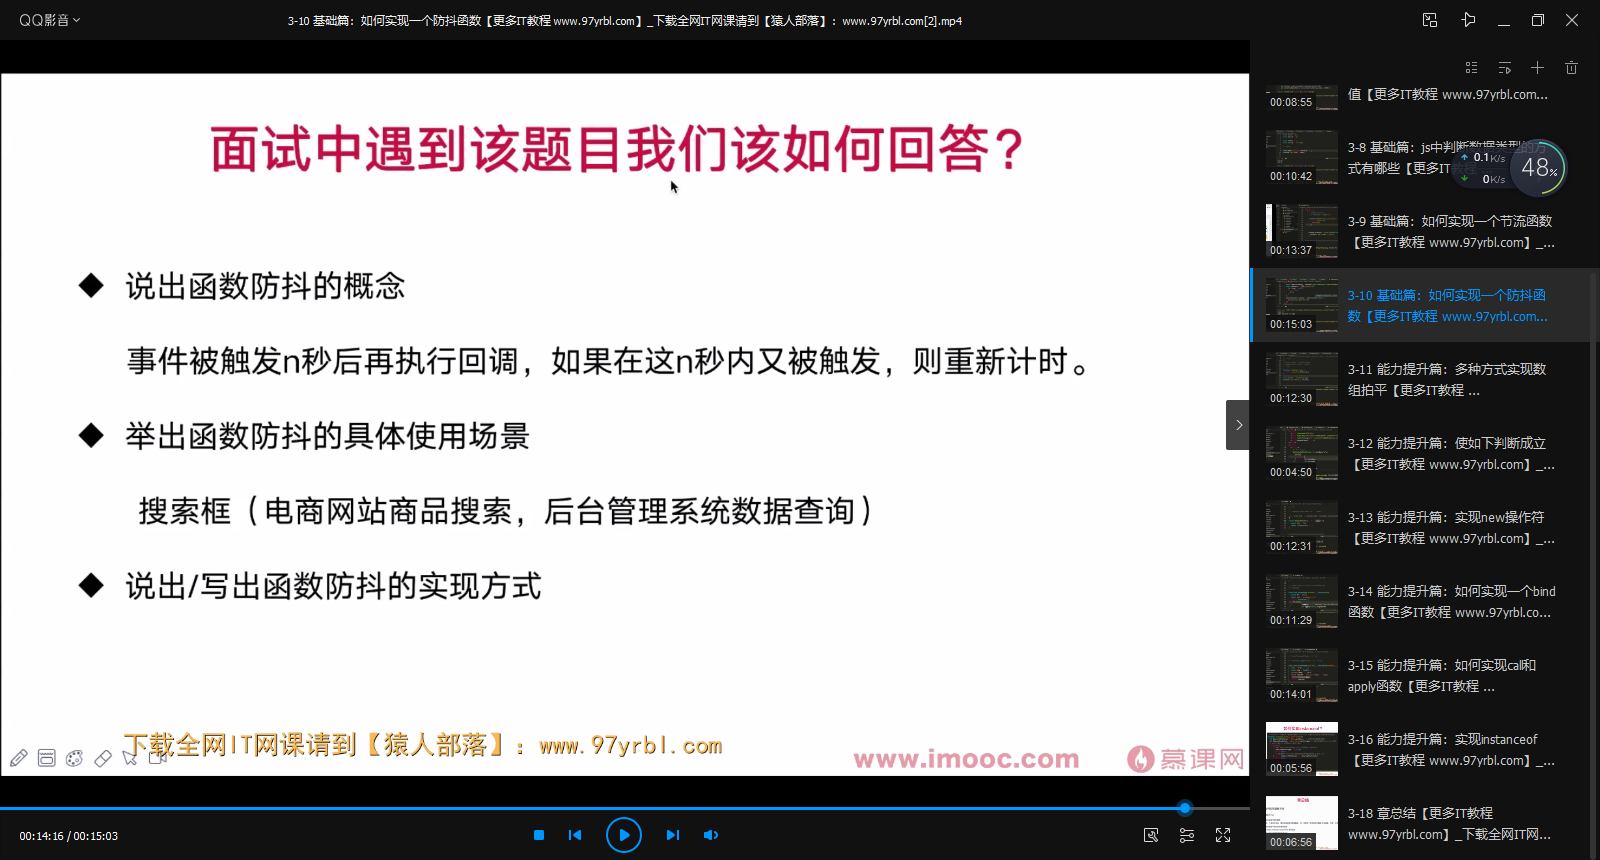 QQ影音
3-10 基础篇：如何实现一个防抖函数【更多IT教程 www.97yrbl.com】_下载全网IT网课请到【猿人部落】：www.97yrbl.com[2].mp4
面试中遇到该题目我们该如何回答？
◆ 说出函数防抖的概念
事件被触发n秒后再执行回调，如果在这n秒内又被触发，则重新计时。
◆ 举出函数防抖的具体使用场景
搜索框（电商网站商品搜索，后台管理系统数据查询）
◆ 说出/写出函数防抖的实现方式
下载全网IT网课请到【猿人部落】：www.97yrbl.com
www.imooc.com
慕课网
00:14:16 / 00:15:03
00:08:55
值【更多IT教程 www.97yrbl.com...
00:10:42
3-8 基础篇：js中判断数据类型的方
式有哪些【更多IT
0.1K/s
0K/s
48%
00:13:37
3-9 基础篇：如何实现一个节流函数
【更多IT教程 www.97yrbl.com】_...
00:15:03
3-10 基础篇：如何实现一个防抖函
数【更多IT教程 www.97yrbl.com...
00:12:30
3-11 能力提升篇：多种方式实现数
组拍平【更多IT教程 ...
00:04:50
3-12 能力提升篇：使如下判断成立
【更多IT教程 www.97yrbl.com】_...
00:12:31
3-13 能力提升篇：实现new操作符
【更多IT教程 www.97yrbl.com】_...
00:11:29
3-14 能力提升篇：如何实现一个bind
函数【更多IT教程 www.97yrbl.co...
00:14:01
3-15 能力提升篇：如何实现call和
apply函数【更多IT教程 ...
00:05:56
3-16 能力提升篇：实现instanceof
【更多IT教程 www.97yrbl.com】_...
00:06:56
3-18 章总结【更多IT教程
www.97yrbl.com】_下载全网IT网...